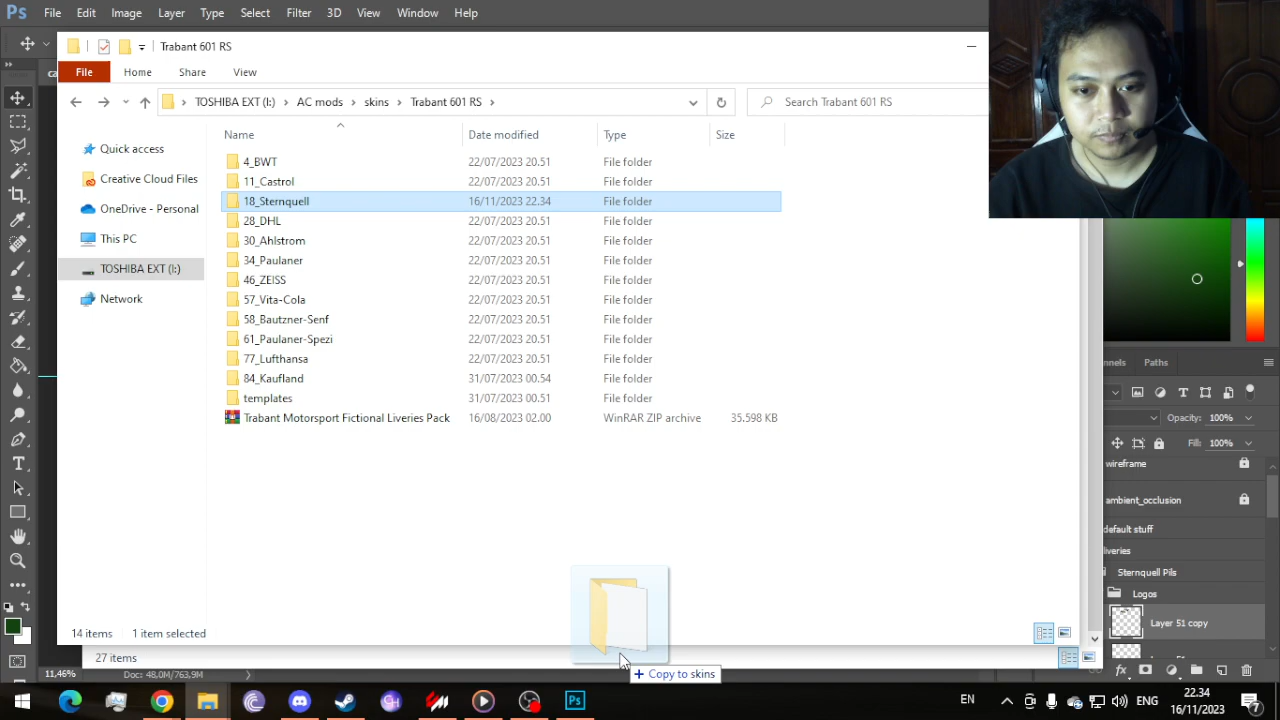 Ps File Edit Image Layer Type Select Filter 3D View Window Help
Trabant 601 RS
File Home Share View
TOSHIBA EXT (I:) AC mods skins Trabant 601 RS Search Trabant 601 RS
Name Date modified Type Size
Quick access
Creative Cloud Files
OneDrive - Personal
This PC
TOSHIBA EXT (I:)
Network
4_BWT 22/07/2023 20.51 File folder
11_Castrol 22/07/2023 20.51 File folder
18_Sternquell 16/11/2023 22.34 File folder
28_DHL 22/07/2023 20.51 File folder
30_Ahlstrom 22/07/2023 20.51 File folder
34_Paulaner 22/07/2023 20.51 File folder
46_ZEISS 22/07/2023 20.51 File folder
57_Vita-Cola 22/07/2023 20.51 File folder
58_Bautzner-Senf 22/07/2023 20.51 File folder
61_Paulaner-Spezi 22/07/2023 20.51 File folder
77_Lufthansa 22/07/2023 20.51 File folder
84_Kaufland 31/07/2023 00.54 File folder
templates 31/07/2023 00.51 File folder
Trabant Motorsport Fictional Liveries Pack 16/08/2023 02.00 WinRAR ZIP archive 35.598 KB
nnels Paths
Opacity: 100%
Fill: 100%
wireframe
ambient_occlusion
default stuff
iveries
Sternquell Pils
Logos
Layer 51 copy
14 items 1 item selected
27 items
+ Copy to skins
11,46% Doc: 48,0M/763,9M
fx
Ps
EN ENG 22.34
16/11/2023 7